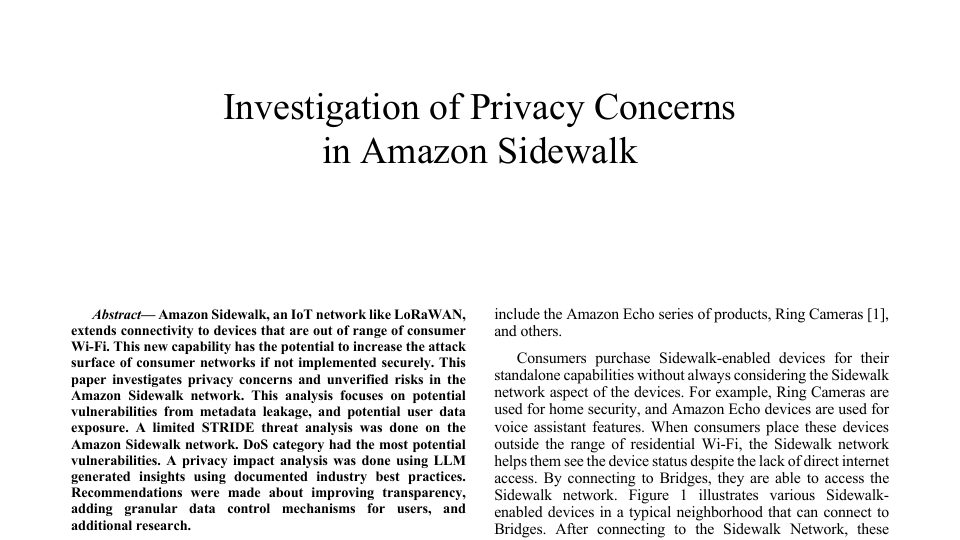 Investigation of Privacy Concerns
in Amazon Sidewalk
Abstract— Amazon Sidewalk, an IoT network like LoRaWAN,
extends connectivity to devices that are out of range of consumer
Wi-Fi. This new capability has the potential to increase the attack
surface of consumer networks if not implemented securely. This
paper investigates privacy concerns and unverified risks in the
Amazon Sidewalk network. This analysis focuses on potential
vulnerabilities from metadata leakage, and potential user data
exposure. A limited STRIDE threat analysis was done on the
Amazon Sidewalk network. DoS category had the most potential
vulnerabilities. A privacy impact analysis was done using LLM
generated insights using documented industry best practices.
Recommendations were made about improving transparency,
adding granular data control mechanisms for users, and
additional research.
include the Amazon Echo series of products, Ring Cameras [1],
and others.
Consumers purchase Sidewalk-enabled devices for their
standalone capabilities without always considering the Sidewalk
network aspect of the devices. For example, Ring Cameras are
used for home security, and Amazon Echo devices are used for
voice assistant features. When consumers place these devices
outside the range of residential Wi-Fi, the Sidewalk network
helps them see the device status despite the lack of direct internet
access. By connecting to Bridges, they are able to access the
Sidewalk network. Figure 1 illustrates various Sidewalk-
enabled devices in a typical neighborhood that can connect to
Bridges. After connecting to the Sidewalk Network, these